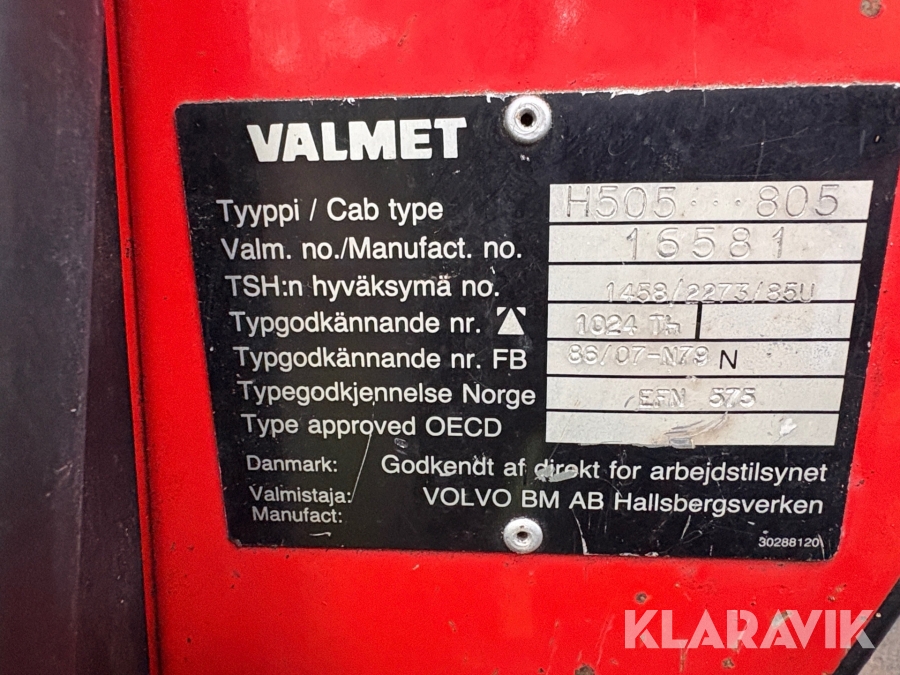 VALMET
Tyyppi / Cab type H505···805
Valm. no./Manufact. no. 16581
TSH:n hyväksymä no. 1458/2273/85U
Typgodkännande nr. 1024 Th
Typgodkännande nr. FB 86/07-N79 N
Typegodkjennelse Norge EFN 575
Type approved OECD
Danmark: Godkendt af direkt for arbejdstilsynet
Valmistaja: VOLVO BM AB Hallsbergsverken
Manufact:
30288120
KLARAVIK